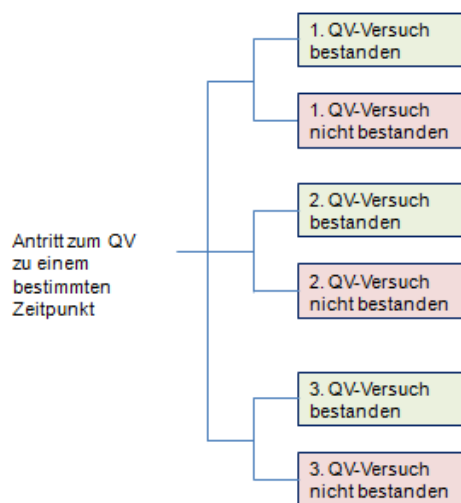 1. QV-Versuch
bestanden
1. QV-Versuch
nicht bestanden
2. QV-Versuch
bestanden
Antritt zum QV
zu einem
bestimmten
Zeitpunkt
2. QV-Versuch
nicht bestanden
3. QV-Versuch
bestanden
3. QV-Versuch
nicht bestanden